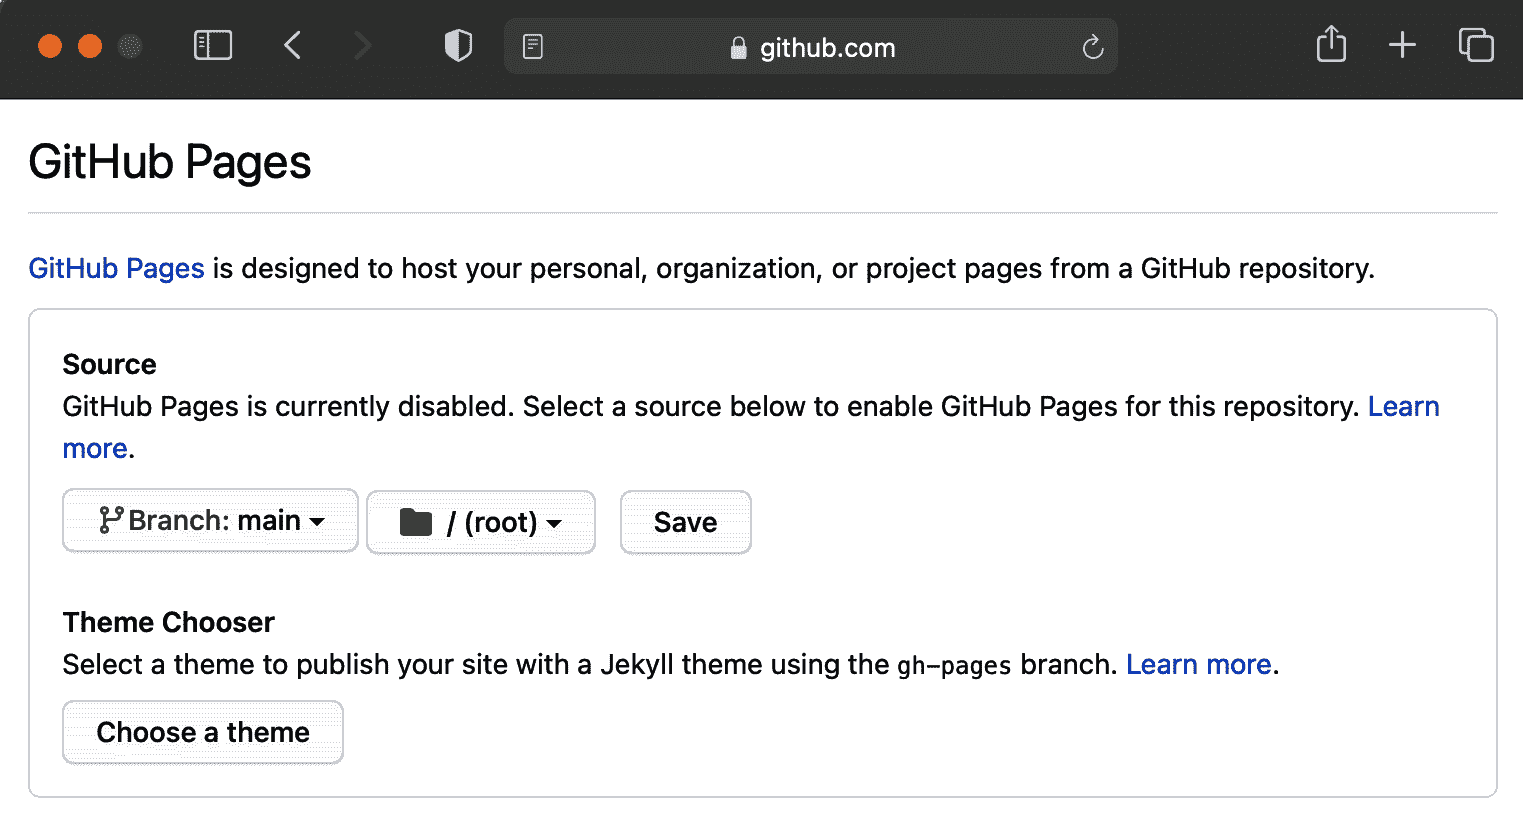 github.com
GitHub Pages
GitHub Pages is designed to host your personal, organization, or project pages from a GitHub repository.
Source
GitHub Pages is currently disabled. Select a source below to enable GitHub Pages for this repository. Learn
more.
Branch: main / (root) Save
Theme Chooser
Select a theme to publish your site with a Jekyll theme using the gh-pages branch. Learn more.
Choose a theme